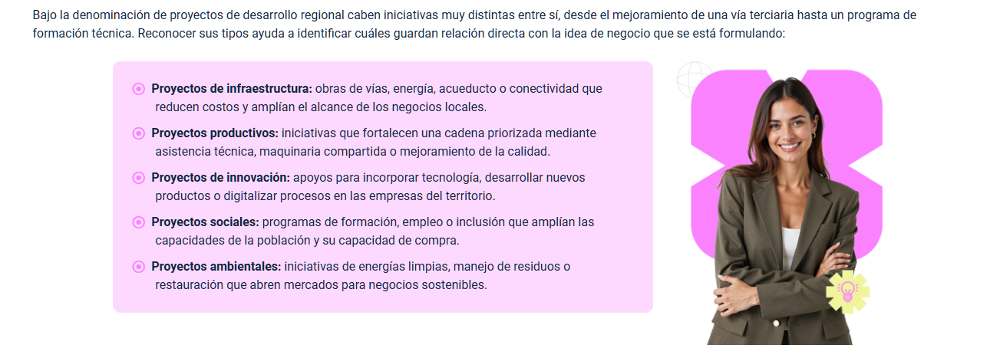 Bajo la denominación de proyectos de desarrollo regional caben iniciativas muy distintas entre sí, desde el mejoramiento de una vía terciaria hasta un programa de
formación técnica. Reconocer sus tipos ayuda a identificar cuáles guardan relación directa con la idea de negocio que se está formulando:
Proyectos de infraestructura: obras de vías, energía, acueducto o conectividad que
reducen costos y amplían el alcance de los negocios locales.
Proyectos productivos: iniciativas que fortalecen una cadena priorizada mediante
asistencia técnica, maquinaria compartida o mejoramiento de la calidad.
Proyectos de innovación: apoyos para incorporar tecnología, desarrollar nuevos
productos o digitalizar procesos en las empresas del territorio.
Proyectos sociales: programas de formación, empleo o inclusión que amplían las
capacidades de la población y su capacidad de compra.
Proyectos ambientales: iniciativas de energías limpias, manejo de residuos o
restauración que abren mercados para negocios sostenibles.